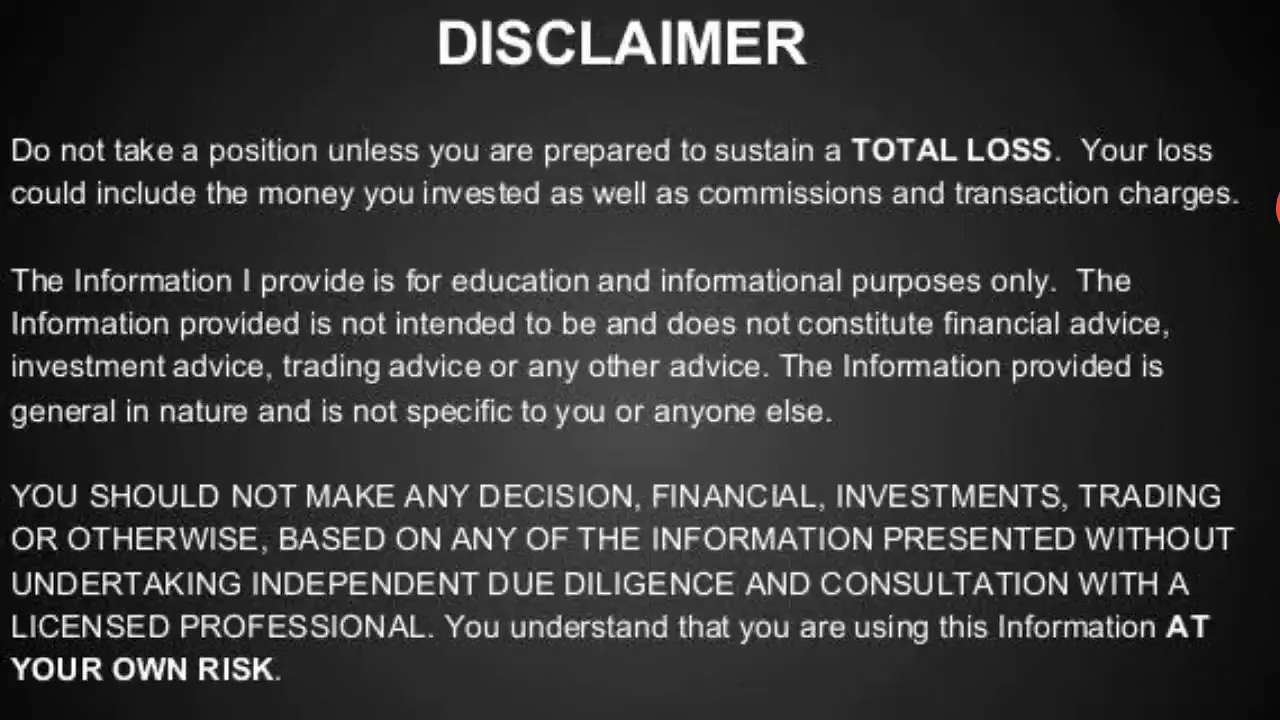 DISCLAIMER
Do not take a position unless you are prepared to sustain a TOTAL LOSS.  Your loss
could include the money you invested as well as commissions and transaction charges.
The Information I provide is for education and informational purposes only.  The
Information provided is not intended to be and does not constitute financial advice,
investment advice, trading advice or any other advice. The Information provided is
general in nature and is not specific to you or anyone else.
YOU SHOULD NOT MAKE ANY DECISION, FINANCIAL, INVESTMENTS, TRADING
OR OTHERWISE, BASED ON ANY OF THE INFORMATION PRESENTED WITHOUT
UNDERTAKING INDEPENDENT DUE DILIGENCE AND CONSULTATION WITH A
LICENSED PROFESSIONAL. You understand that you are using this Information AT
YOUR OWN RISK.